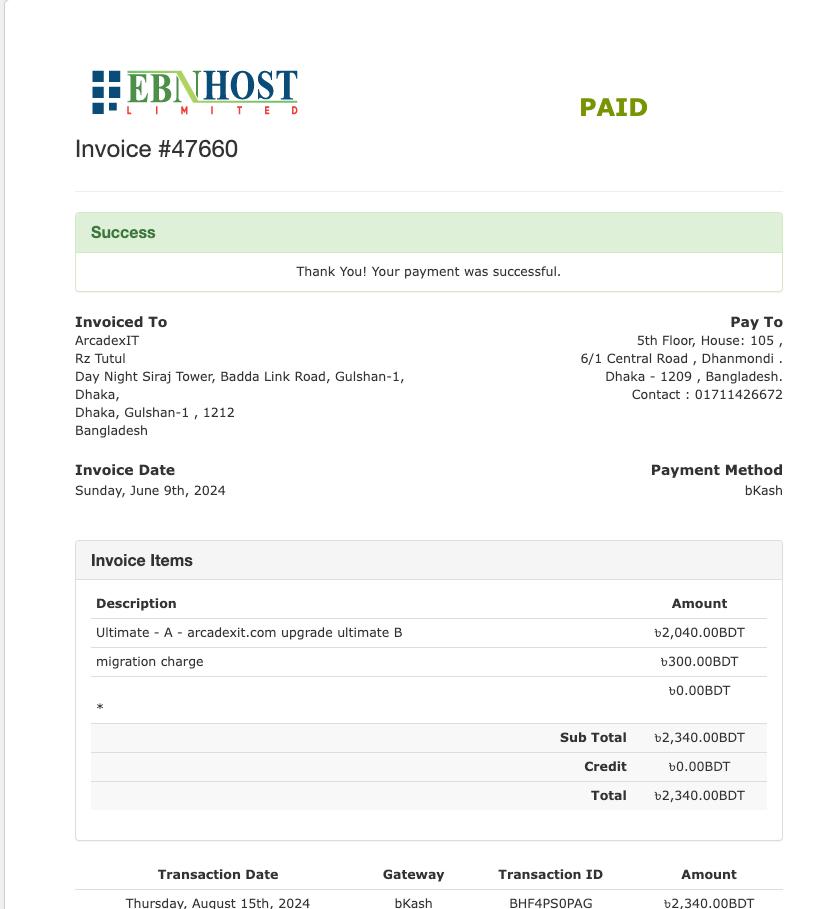 EBNHOST
LIMITED
PAID
Invoice #47660
Success
Thank You! Your payment was successful.
Invoiced To
ArcadexIT
Rz Tutul
Day Night Siraj Tower, Badda Link Road, Gulshan-1,
Dhaka,
Dhaka, Gulshan-1 , 1212
Bangladesh
Pay To
5th Floor, House: 105 ,
6/1 Central Road , Dhanmondi .
Dhaka - 1209 , Bangladesh.
Contact : 01711426672
Invoice Date
Sunday, June 9th, 2024
Payment Method
bKash
Invoice Items
Description Amount
Ultimate - A - arcadexit.com upgrade ultimate B ৳2,040.00BDT
migration charge ৳300.00BDT
৳0.00BDT
*
Sub Total ৳2,340.00BDT
Credit ৳0.00BDT
Total ৳2,340.00BDT
Transaction Date Gateway Transaction ID Amount
Thursday, August 15th, 2024 bKash BHF4PS0PAG ৳2,340.00BDT